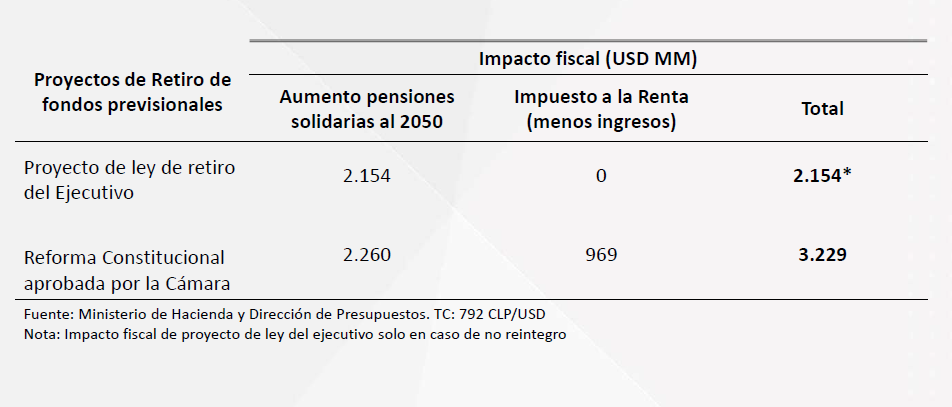 Impacto fiscal (USD MM)
Proyectos de Retiro de
fondos previsionales
Aumento pensiones
solidarias al 2050
Impuesto a la Renta
(menos ingresos)
Total
Proyecto de ley de retiro
del Ejecutivo
2.154
0
2.154*
Reforma Constitucional
aprobada por la Cámara
2.260
969
3.229
Fuente: Ministerio de Hacienda y Dirección de Presupuestos. TC: 792 CLP/USD
Nota: Impacto fiscal de proyecto de ley del ejecutivo solo en caso de no reintegro